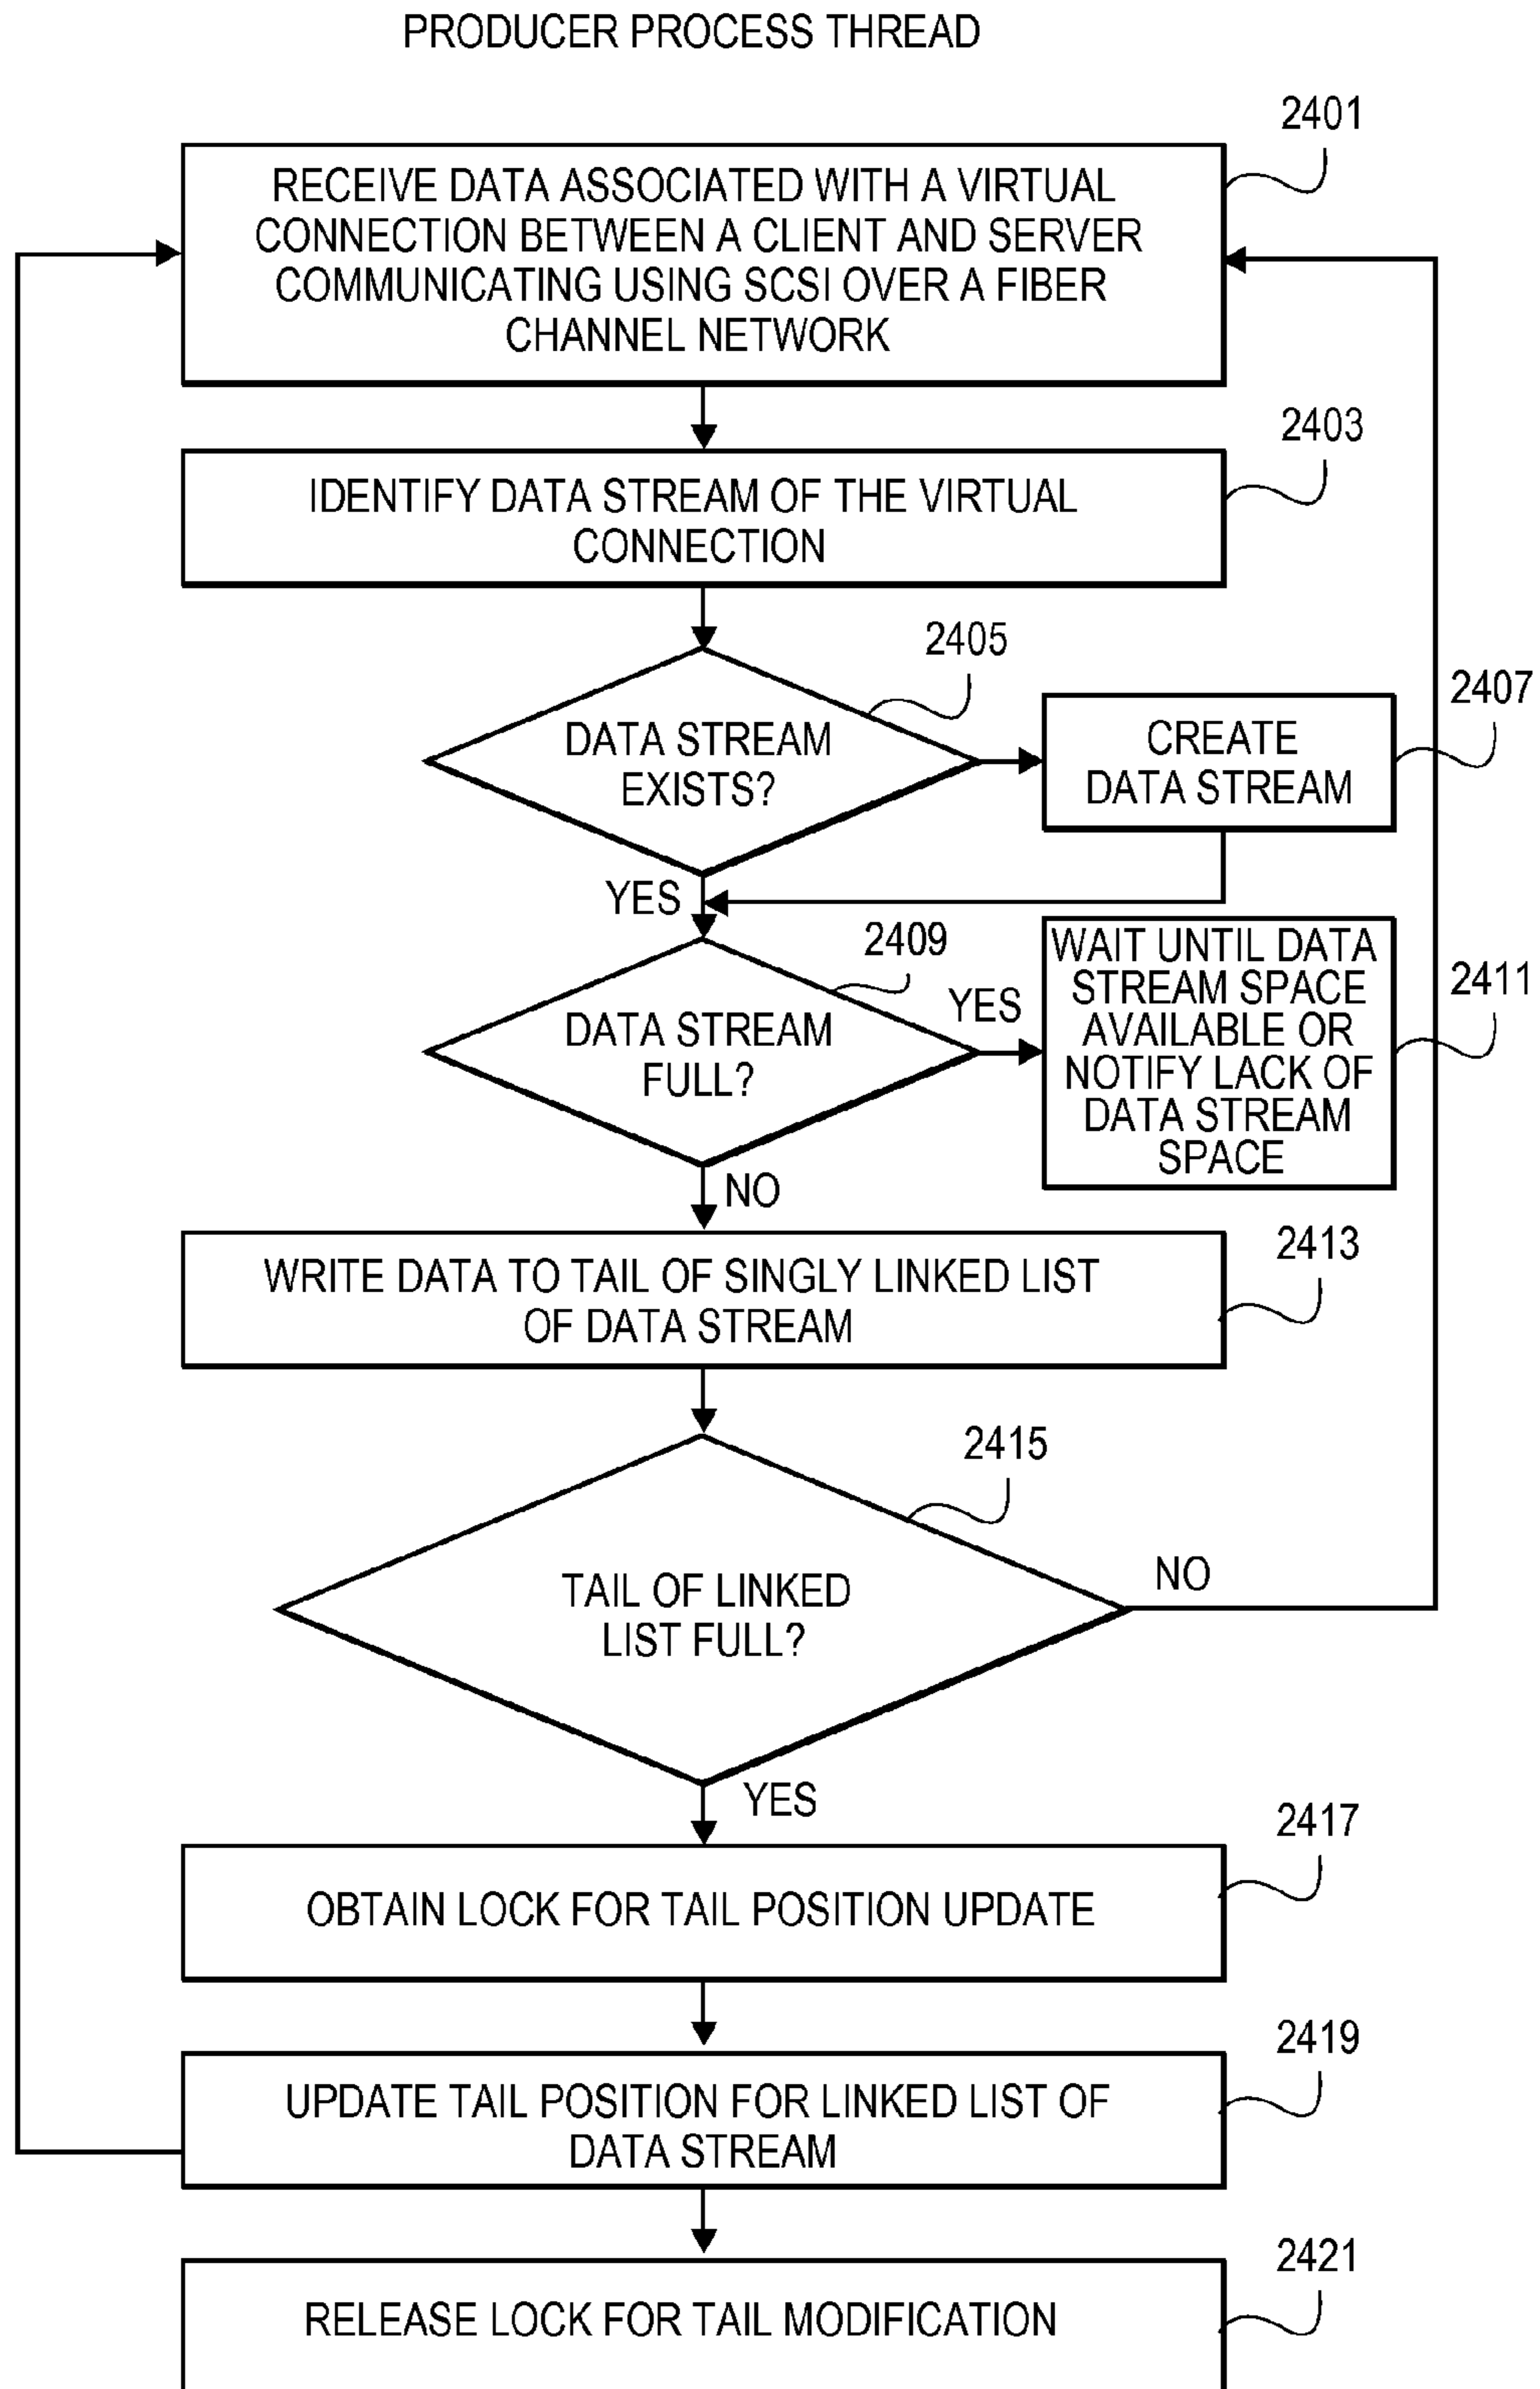 PRODUCER PROCESS THREAD
2401
RECEIVE DATA ASSOCIATED WITH A VIRTUAL
CONNECTION BETWEEN A CLIENT AND SERVER
COMMUNICATING USING SCSI OVER A FIBER
CHANNEL NETWORK
2403
IDENTIFY DATA STREAM OF THE VIRTUAL
CONNECTION
2405
DATA STREAM
EXISTS?
2407
CREATE
DATA STREAM
YES
2409
DATA STREAM
FULL?
YES
2411
WAIT UNTIL DATA
STREAM SPACE
AVAILABLE OR
NOTIFY LACK OF
DATA STREAM
SPACE
NO
2413
WRITE DATA TO TAIL OF SINGLY LINKED LIST
OF DATA STREAM
2415
TAIL OF LINKED
LIST FULL?
NO
YES
2417
OBTAIN LOCK FOR TAIL POSITION UPDATE
2419
UPDATE TAIL POSITION FOR LINKED LIST OF
DATA STREAM
2421
RELEASE LOCK FOR TAIL MODIFICATION